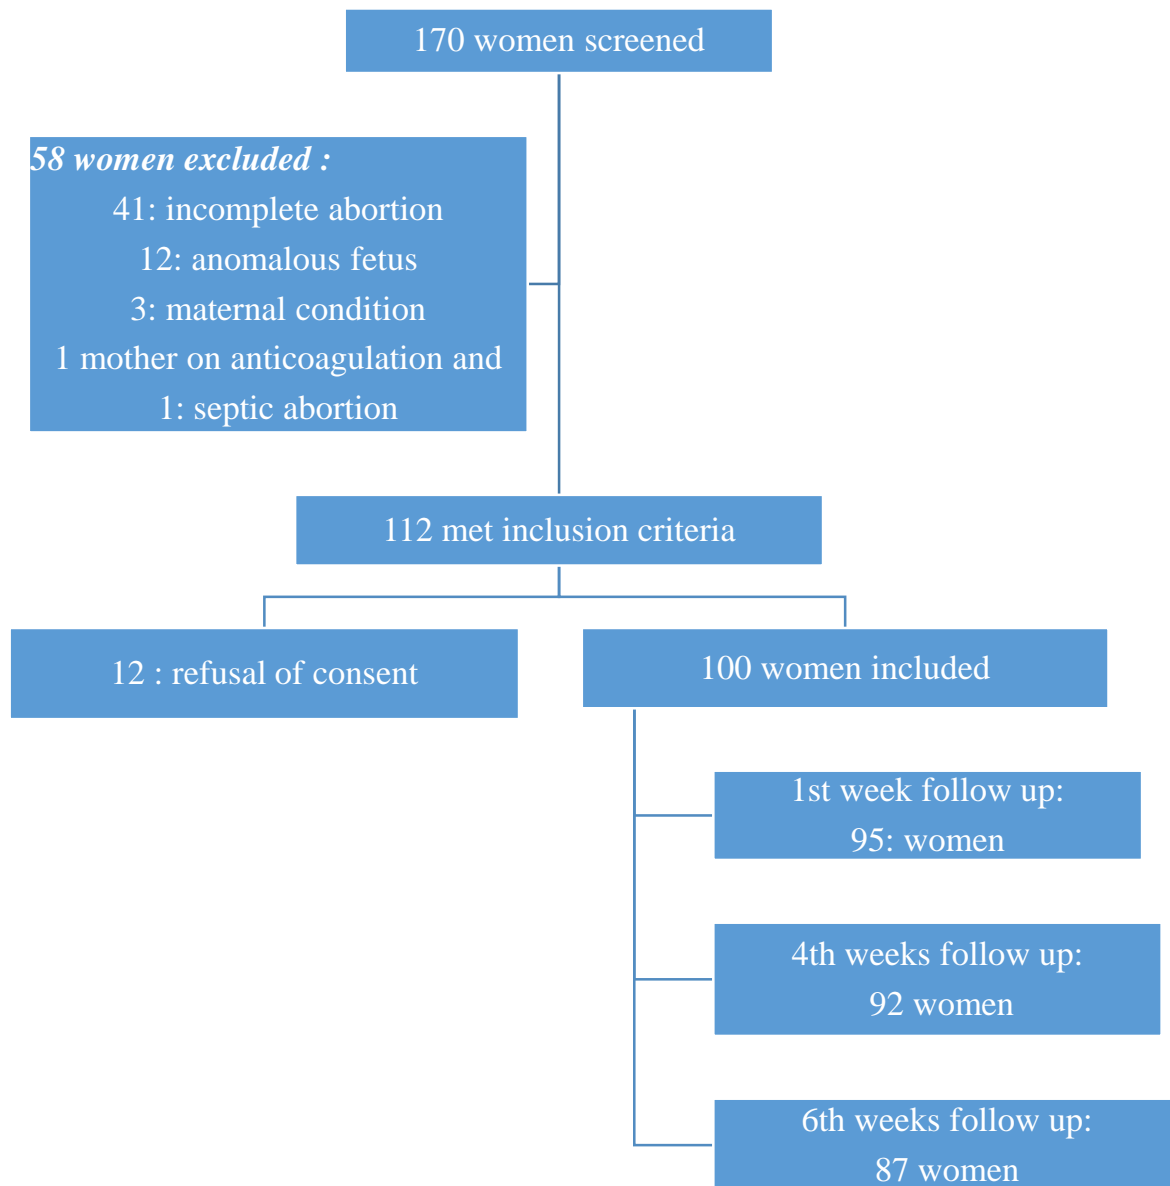 170 women screened
58 women excluded :
41: incomplete abortion
12: anomalous fetus
3: maternal condition
1 mother on anticoagulation and
1: septic abortion
112 met inclusion criteria
12 : refusal of consent
100 women included
1st week follow up:
95: women
4th weeks follow up:
92 women
6th weeks follow up:
87 women